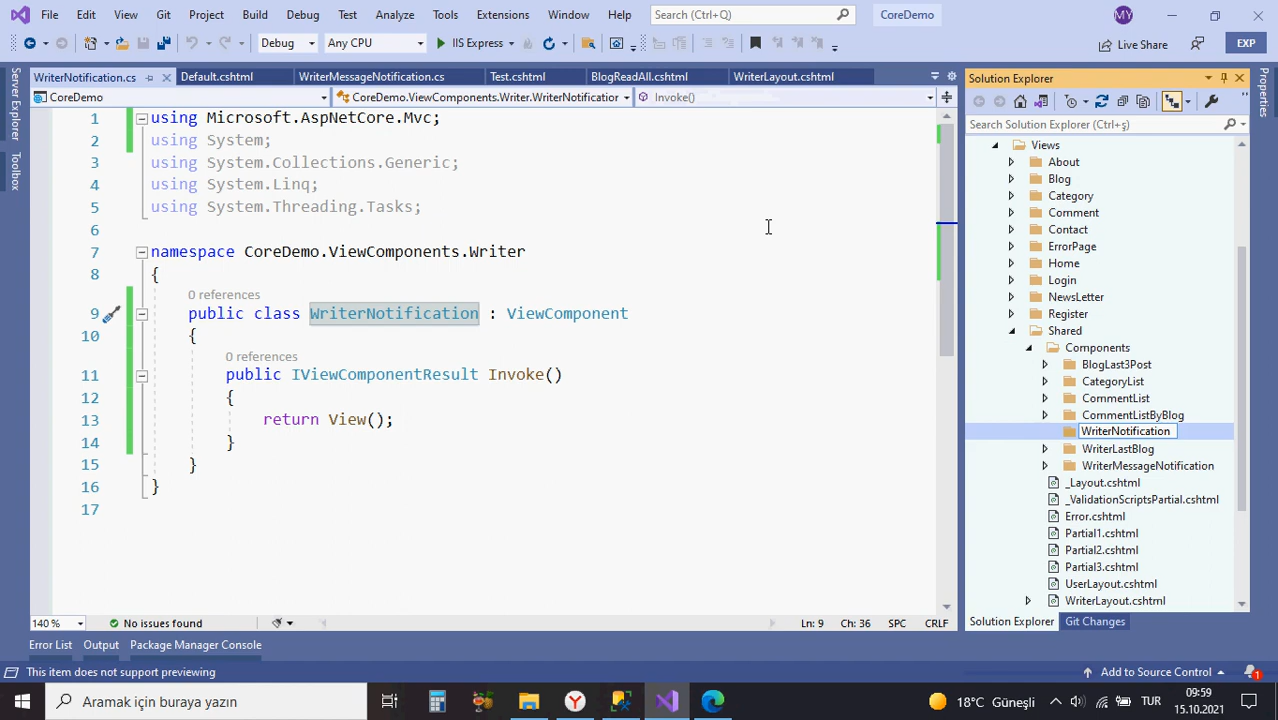 File Edit View Git Project Build Debug Test Analyze Tools Extensions Window Help Search (Ctrl+Q) CoreDemo MY
Debug Any CPU IIS Express Live Share EXP
WriterNotification.cs Default.cshtml WriterMessageNotification.cs Test.cshtml BlogReadAll.cshtml WriterLayout.cshtml
CoreDemo CoreDemo.ViewComponents.Writer.WriterNotification Invoke()
Server Explorer
Toolbox
1 using Microsoft.AspNetCore.Mvc;
2 using System;
3 using System.Collections.Generic;
4 using System.Linq;
5 using System.Threading.Tasks;
6
7 namespace CoreDemo.ViewComponents.Writer
8 {
0 references
9 public class WriterNotification : ViewComponent
10 {
0 references
11 public IViewComponentResult Invoke()
12 {
13 return View();
14 }
15 }
16 }
17
140 % No issues found Ln: 9 Ch: 36 SPC CRLF
Solution Explorer
Search Solution Explorer (Ctrl+ş)
Views
About
Blog
Category
Comment
Contact
ErrorPage
Home
Login
NewsLetter
Register
Shared
Components
BlogLast3Post
CategoryList
CommentList
CommentListByBlog
WriterNotification
WriterLastBlog
WriterMessageNotification
_Layout.cshtml
_ValidationScriptsPartial.cshtml
Error.cshtml
Partial1.cshtml
Partial2.cshtml
Partial3.cshtml
UserLayout.cshtml
WriterLayout.cshtml
Solution Explorer Git Changes
Properties
Error List Output Package Manager Console
This item does not support previewing Add to Source Control 1
Aramak için buraya yazın 18°C Güneşli TUR 09:59
15.10.2021